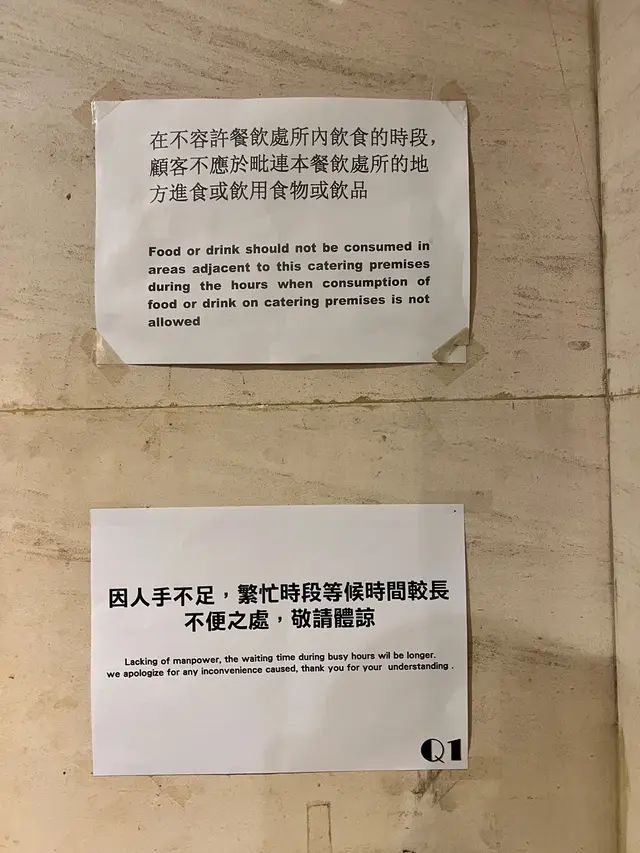 在不容許餐飲處所內飲食的時段，
顧客不應於毗連本餐飲處所的地
方進食或飲用食物或飲品
Food or drink should not be consumed in
areas adjacent to this catering premises
during the hours when consumption of
food or drink on catering premises is not
allowed
因人手不足，繁忙時段等候時間較長
不便之處，敬請體諒
Lacking of manpower, the waiting time during busy hours wil be longer.
we apologize for any inconvenience caused, thank you for your understanding .
Q1